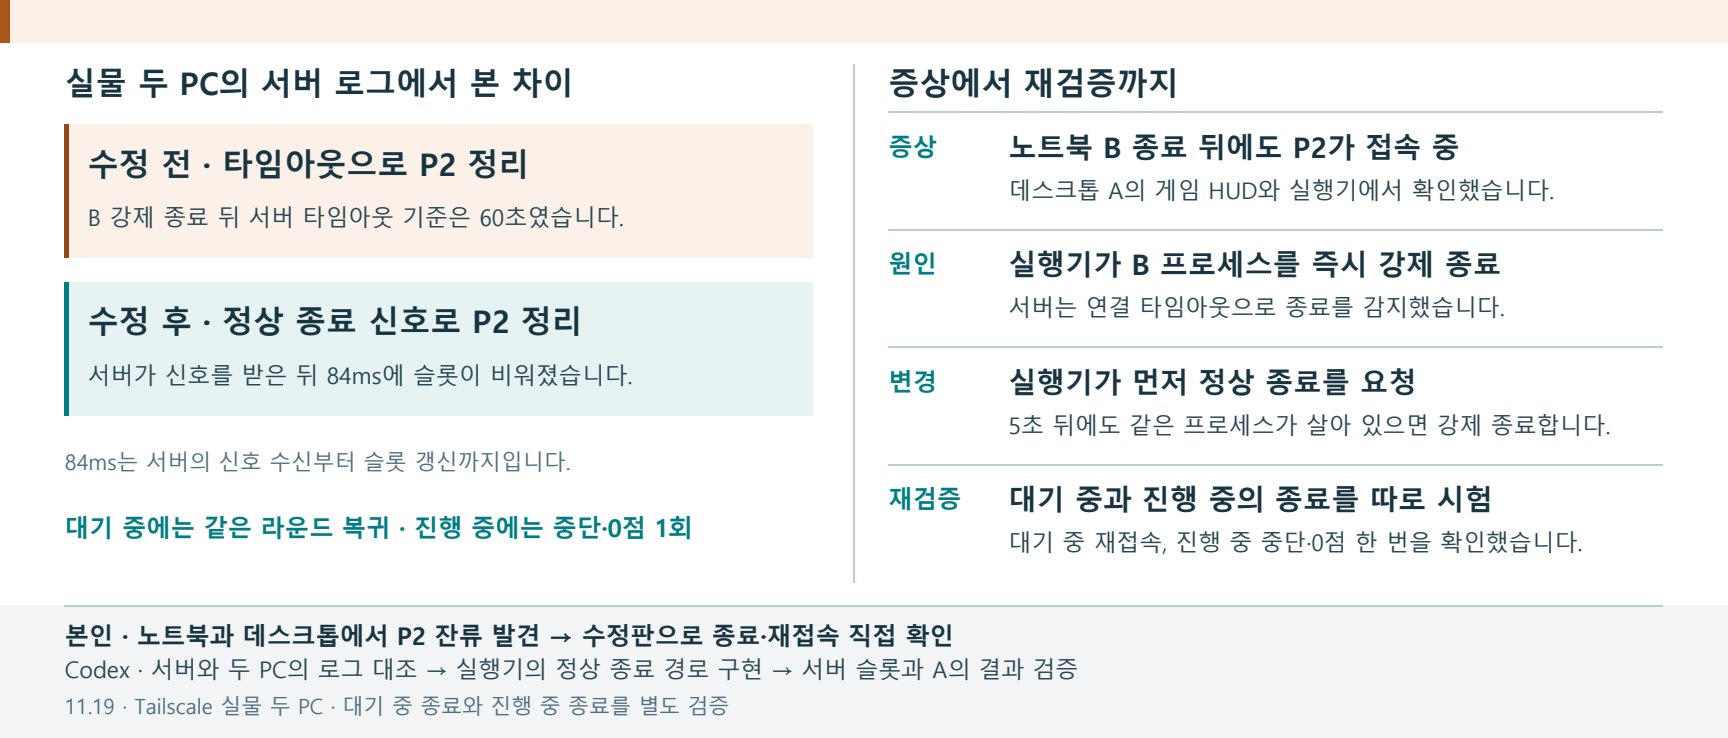 실물 두 PC의 서버 로그에서 본 차이
수정 전 · 타임아웃으로 P2 정리
B 강제 종료 뒤 서버 타임아웃 기준은 60초였습니다.
수정 후 · 정상 종료 신호로 P2 정리
서버가 신호를 받은 뒤 84ms에 슬롯이 비워졌습니다.
84ms는 서버의 신호 수신부터 슬롯 갱신까지입니다.
대기 중에는 같은 라운드 복귀 · 진행 중에는 중단·0점 1회
증상에서 재검증까지
증상
노트북 B 종료 뒤에도 P2가 접속 중
데스크톱 A의 게임 HUD와 실행기에서 확인했습니다.
원인
실행기가 B 프로세스를 즉시 강제 종료
서버는 연결 타임아웃으로 종료를 감지했습니다.
변경
실행기가 먼저 정상 종료를 요청
5초 뒤에도 같은 프로세스가 살아 있으면 강제 종료합니다.
재검증
대기 중과 진행 중의 종료를 따로 시험
대기 중 재접속, 진행 중 중단·0점 한 번을 확인했습니다.
본인 · 노트북과 데스크톱에서 P2 잔류 발견 → 수정판으로 종료·재접속 직접 확인
Codex · 서버와 두 PC의 로그 대조 → 실행기의 정상 종료 경로 구현 → 서버 슬롯과 A의 결과 검증
11.19 · Tailscale 실물 두 PC · 대기 중 종료와 진행 중 종료를 별도 검증